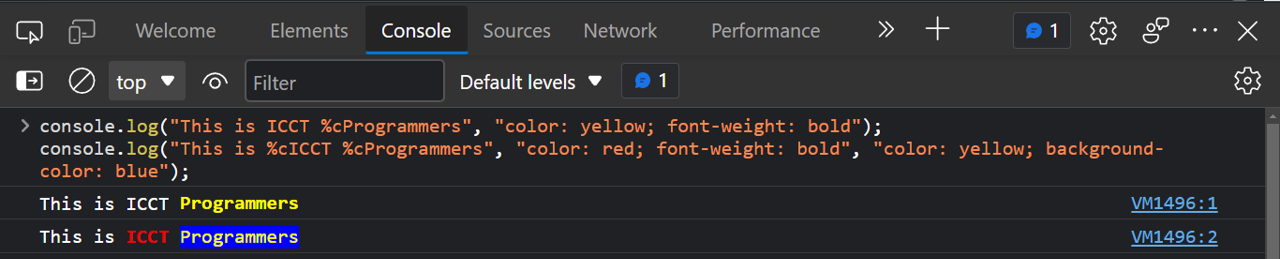 Welcome Elements Console Sources Network Performance 1
top Filter Default levels 1
console.log("This is ICCT %cProgrammers", "color: yellow; font-weight: bold");
console.log("This is %cICCT %cProgrammers", "color: red; font-weight: bold", "color: yellow; background-
color: blue");
This is ICCT Programmers VM1496:1
This is ICCT Programmers VM1496:2